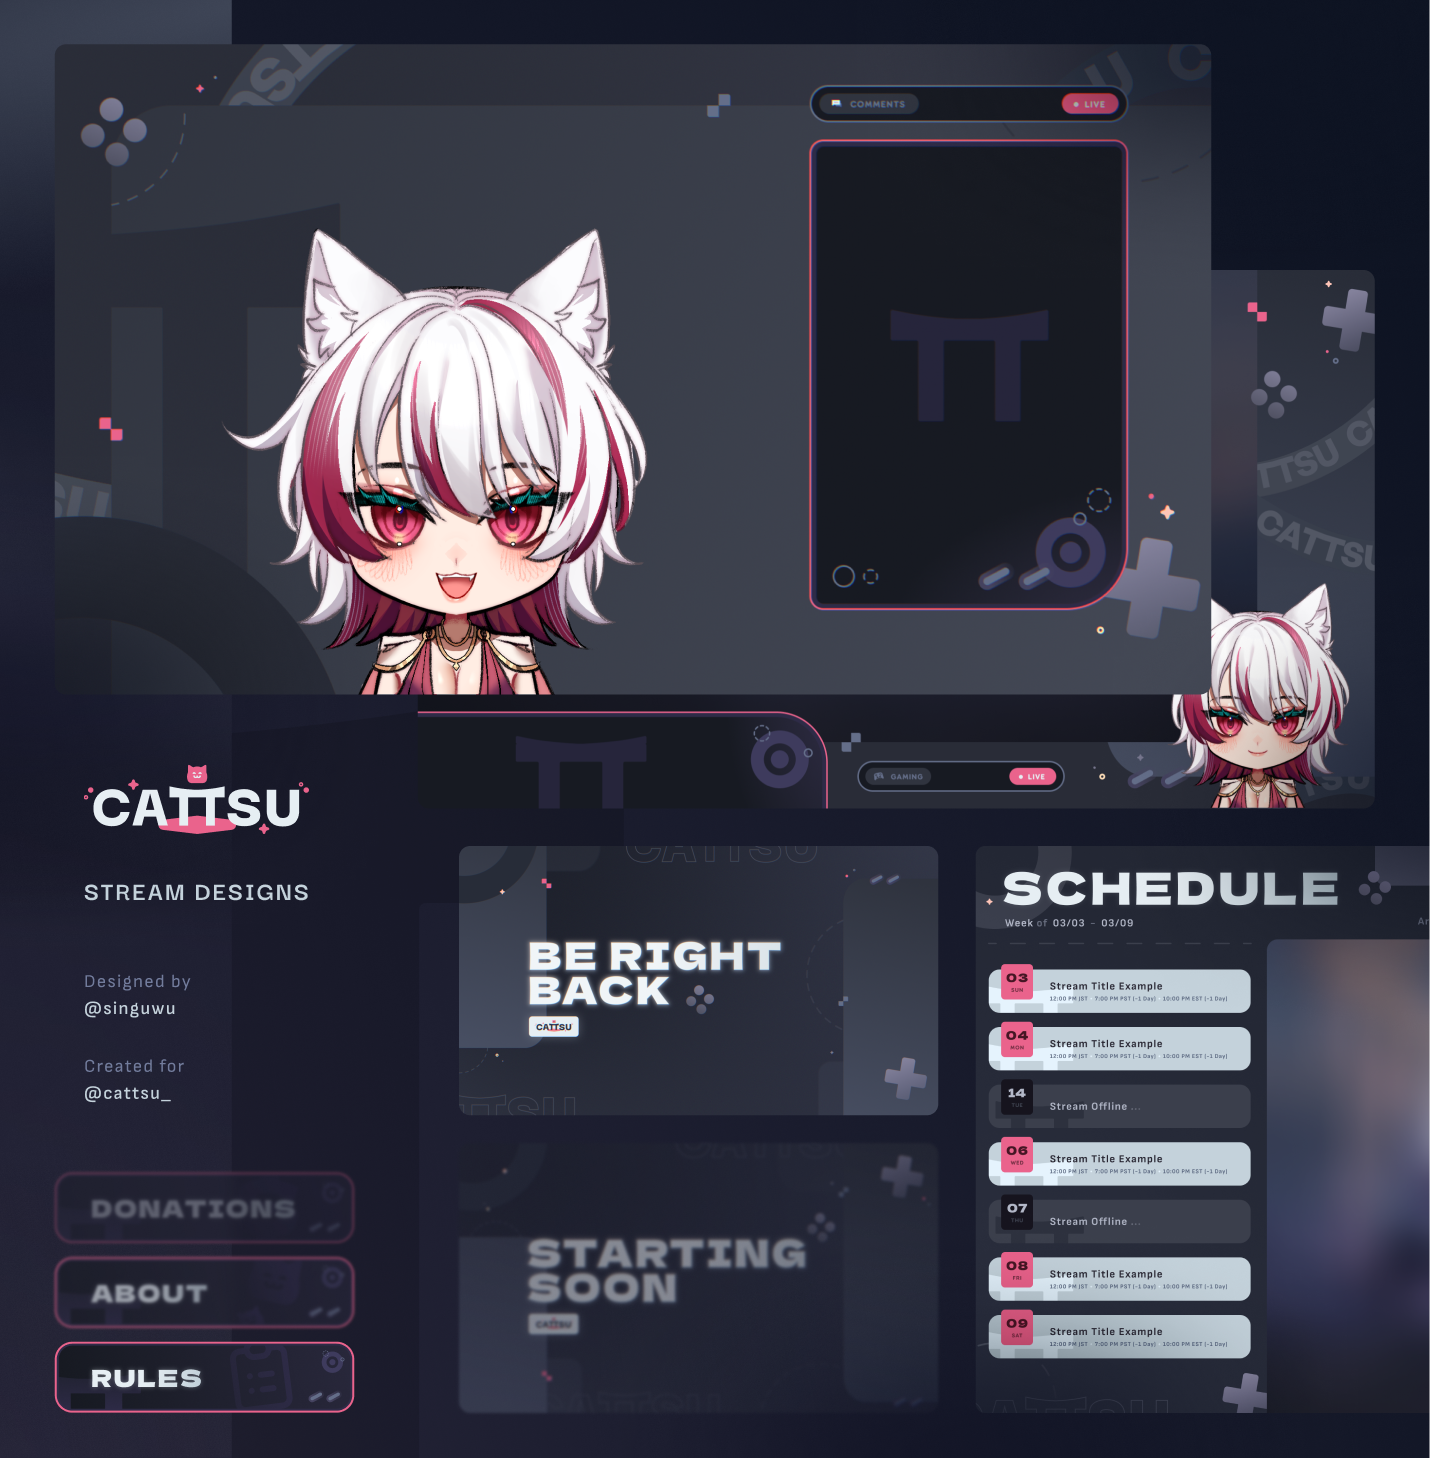 COMMENTS
LIVE
TTSU C
CATTSU
GAMING
LIVE
CATTSU
STREAM DESIGNS
Designed by
@singuwu
Created for
@cattsu_
DONATIONS
ABOUT
RULES
CATTSU
BE RIGHT
BACK
CATTSU
TTSU
STARTING
SOON
CATTSU
SCHEDULE
Week of 03/03 - 03/09
Ar
03
SUN
Stream Title Example
12:00 PM JST 7:00 PM PST (-1 Day) 10:00 PM EST (-1 Day)
04
MON
Stream Title Example
12:00 PM JST 7:00 PM PST (-1 Day) 10:00 PM EST (-1 Day)
14
TUE
Stream Offline ...
06
WED
Stream Title Example
12:00 PM JST 7:00 PM PST (-1 Day) 10:00 PM EST (-1 Day)
07
THU
Stream Offline ...
08
FRI
Stream Title Example
12:00 PM JST 7:00 PM PST (-1 Day) 10:00 PM EST (-1 Day)
09
SAT
Stream Title Example
12:00 PM JST 7:00 PM PST (-1 Day) 10:00 PM EST (-1 Day)